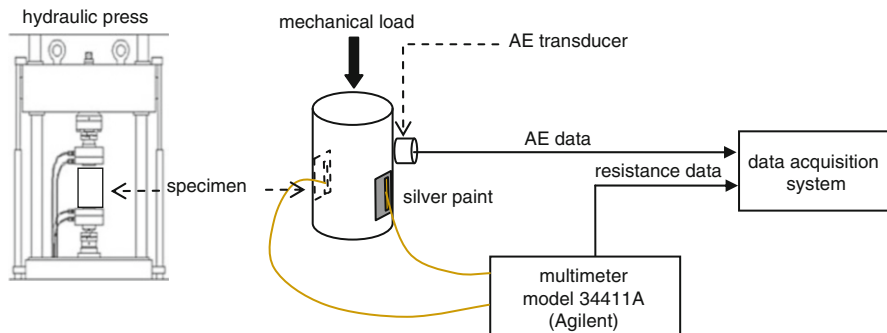 hydraulic press
mechanical load
AE transducer
AE data
resistance data
data acquisition
system
specimen
silver paint
multimeter
model 34411A
(Agilent)